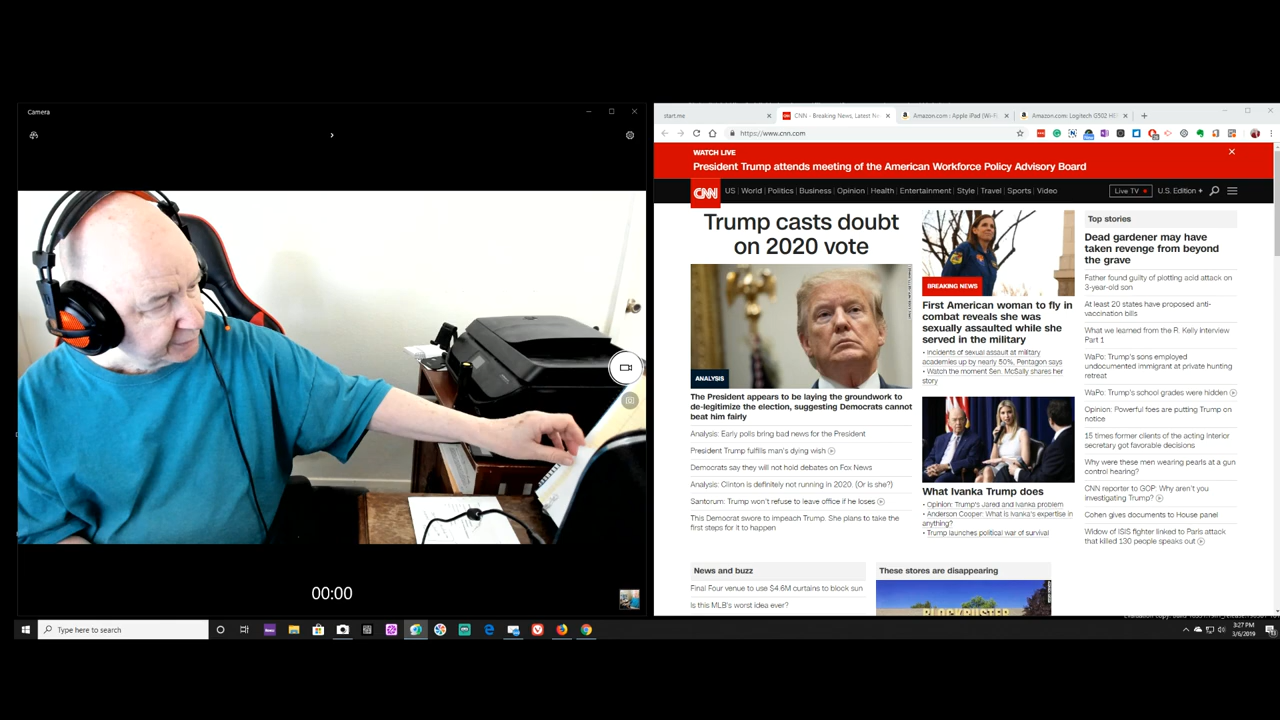 Camera
00:00
start.me
CNN - Breaking News, Latest Ne
Amazon.com : Apple iPad (Wi-Fi
Amazon.com: Logitech G502 HE
https://www.cnn.com
WATCH LIVE
President Trump attends meeting of the American Workforce Policy Advisory Board
CNN
US | World | Politics | Business | Opinion | Health | Entertainment | Style | Travel | Sports | Video
Live TV
U.S. Edition +
Trump casts doubt
on 2020 vote
ANALYSIS
The President appears to be laying the groundwork to
de-legitimize the election, suggesting Democrats cannot
beat him fairly
Analysis: Early polls bring bad news for the President
President Trump fulfills man's dying wish
Democrats say they will not hold debates on Fox News
Analysis: Clinton is definitely not running in 2020. (Or is she?)
Santorum: Trump won't refuse to leave office if he loses
This Democrat swore to impeach Trump. She plans to take the
first steps for it to happen
BREAKING NEWS
First American woman to fly in
combat reveals she was
sexually assaulted while she
served in the military
• Incidents of sexual assault at military
academies up by nearly 50%, Pentagon says
• Watch the moment Sen. McSally shares her
story
What Ivanka Trump does
• Opinion: Trump's Jared and Ivanka problem
• Anderson Cooper: What is Ivanka's expertise in
anything?
• Trump launches political war of survival
Top stories
Dead gardener may have
taken revenge from beyond
the grave
Father found guilty of plotting acid attack on
3-year-old son
At least 20 states have proposed anti-
vaccination bills
What we learned from the R. Kelly interview
Part 1
WaPo: Trump's sons employed
undocumented immigrant at private hunting
retreat
WaPo: Trump's school grades were hidden
Opinion: Powerful foes are putting Trump on
notice
15 times former clients of the acting Interior
secretary got favorable decisions
Why were these men wearing pearls at a gun
control hearing?
CNN reporter to GOP: Why aren't you
investigating Trump?
Cohen gives documents to House panel
Widow of ISIS fighter linked to Paris attack
that killed 130 people speaks out
News and buzz
Final Four venue to use $4.6M curtains to block sun
Is this MLB's worst idea ever?
These stores are disappearing
BLOCKBUSTER
Type here to search
3:27 PM
3/6/2019